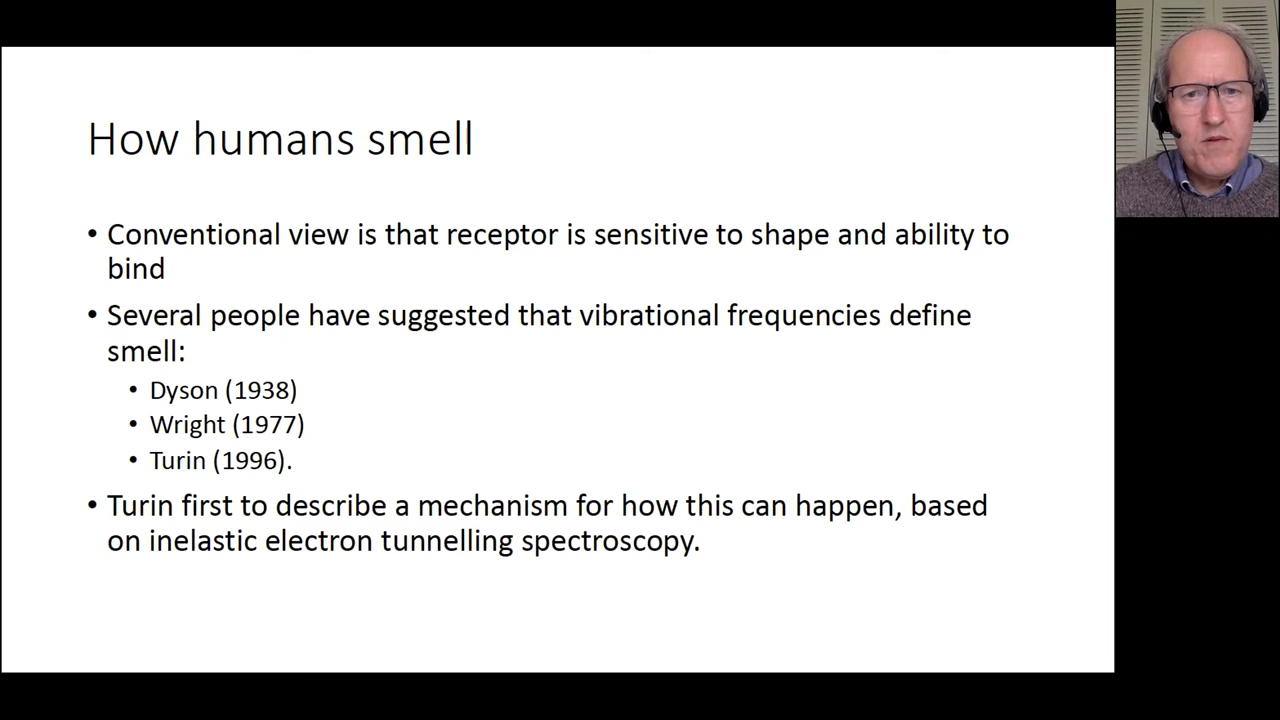 How humans smell
• Conventional view is that receptor is sensitive to shape and ability to
bind
• Several people have suggested that vibrational frequencies define
smell:
• Dyson (1938)
• Wright (1977)
• Turin (1996).
• Turin first to describe a mechanism for how this can happen, based
on inelastic electron tunnelling spectroscopy.